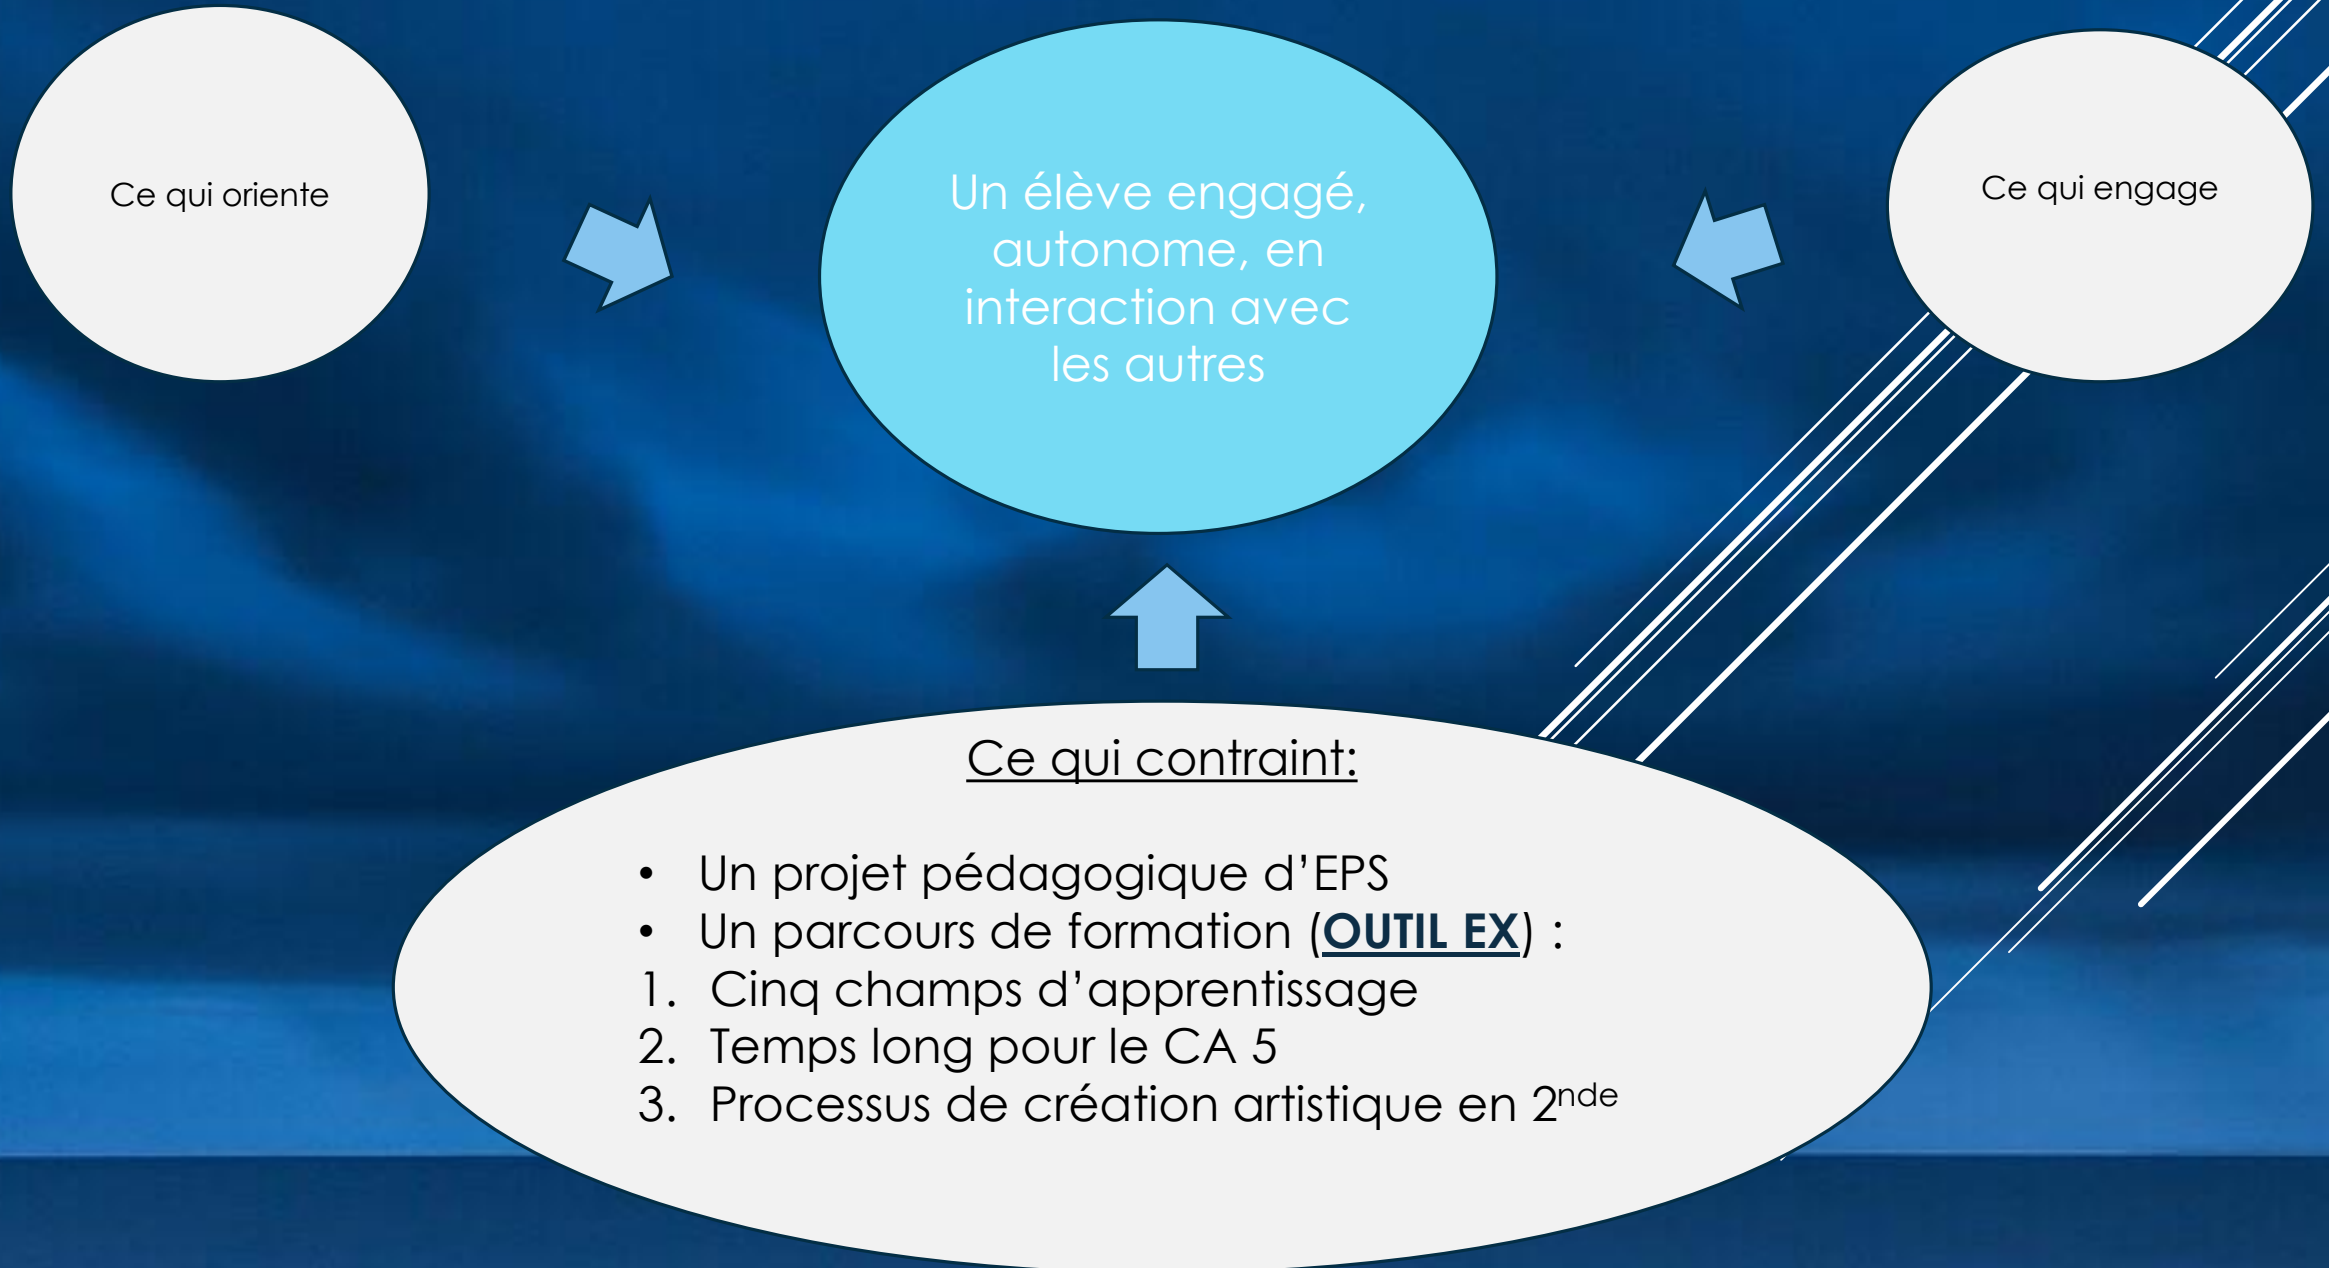 Ce qui oriente
Un élève engagé,
autonome, en
interaction avec
les autres
Ce qui engage
Ce qui contraint:
• Un projet pédagogique d’EPS
• Un parcours de formation (OUTIL EX) :
1. Cinq champs d’apprentissage
2. Temps long pour le CA 5
3. Processus de création artistique en 2nde